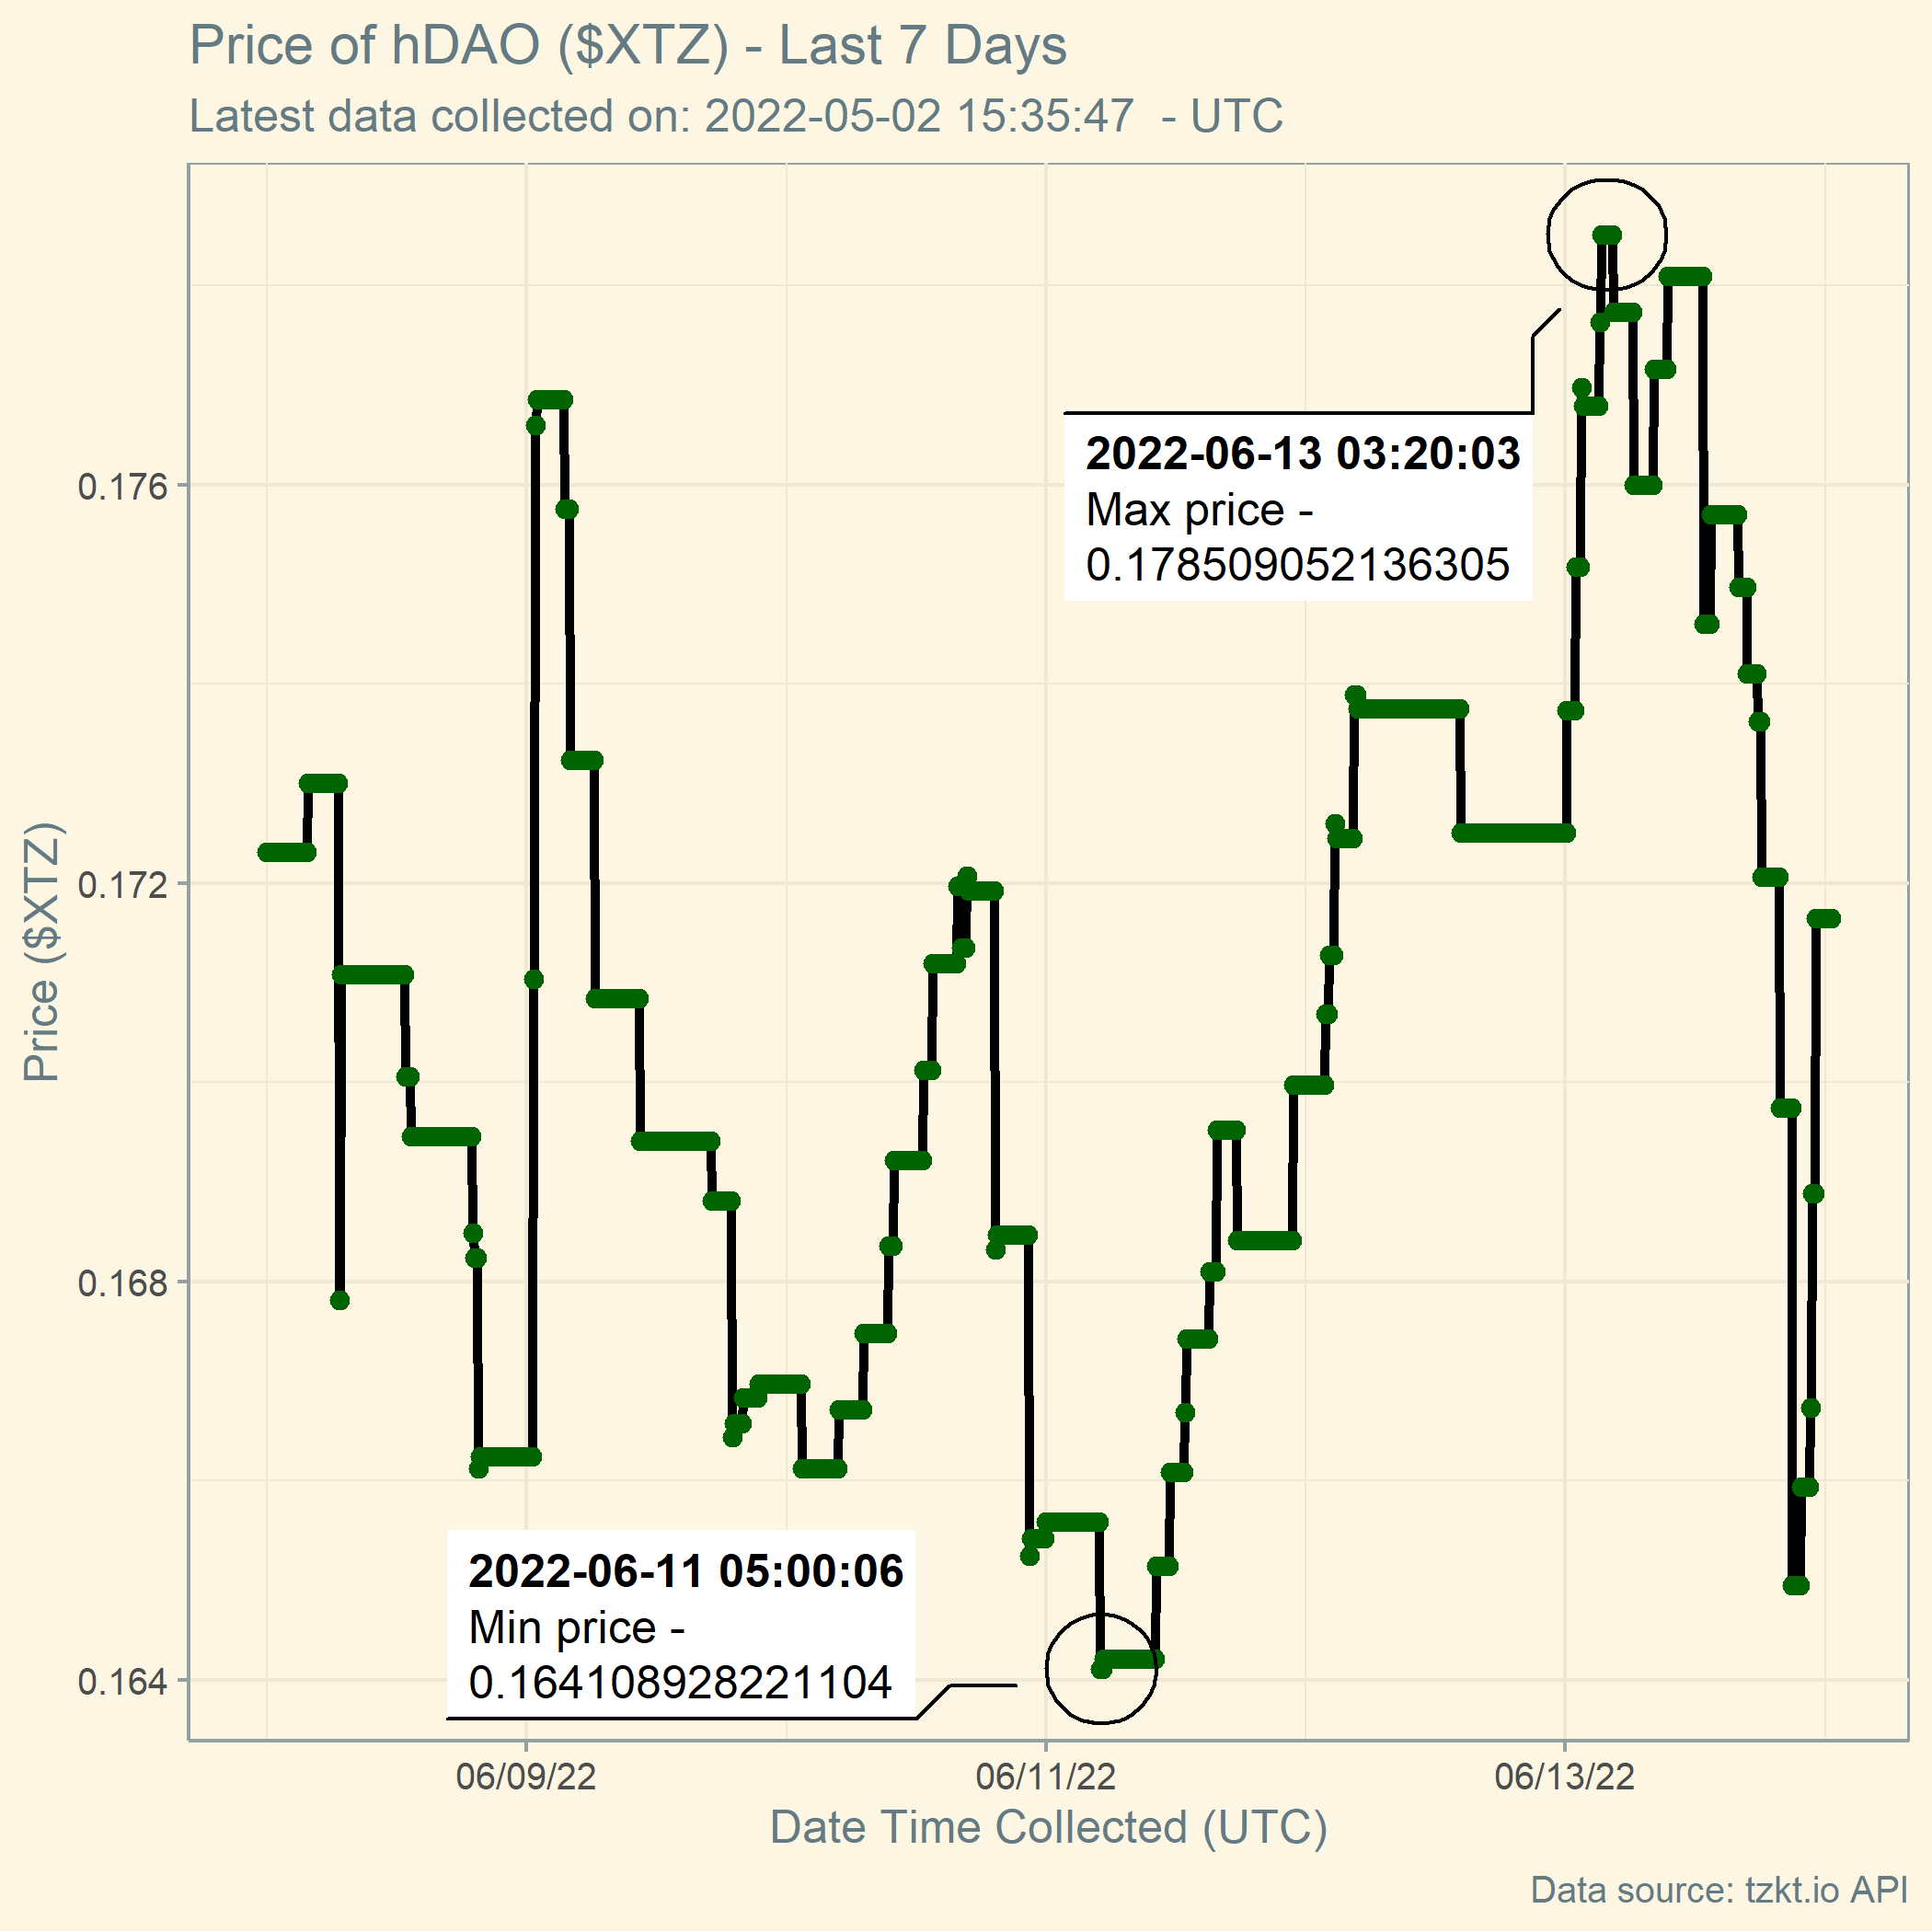 Price of hDAO ($XTZ) - Last 7 Days
Latest data collected on: 2022-05-02 15:35:47  - UTC
Price ($XTZ)
0.176
0.172
0.168
0.164
2022-06-13 03:20:03
Max price -
0.178509052136305
2022-06-11 05:00:06
Min price -
0.164108928221104
06/09/22
06/11/22
06/13/22
Date Time Collected (UTC)
Data source: tzkt.io API